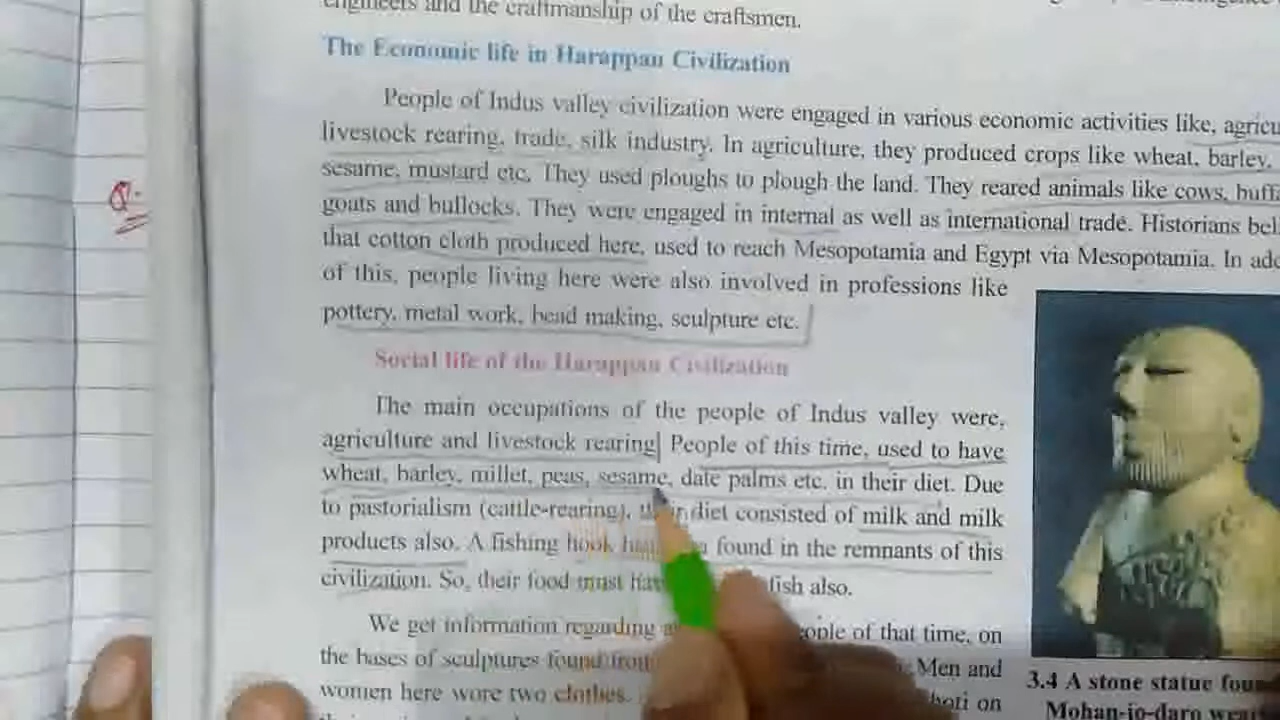 engineers and the craftmanship of the craftsmen.
The Economic life in Harappan Civilization
People of Indus valley civilization were engaged in various economic activities like, agricu
livestock rearing, trade, silk industry. In agriculture, they produced crops like wheat, barley,
sesame, mustard etc. They used ploughs to plough the land. They reared animals like cows, buff
goats and bullocks. They were engaged in internal as well as international trade. Historians bel
that cotton cloth produced here, used to reach Mesopotamia and Egypt via Mesopotamia. In add
of this, people living here were also involved in professions like
pottery, metal work, bead making, sculpture etc.
Social life of the Harappan Civilization
The main occupations of the people of Indus valley were,
agriculture and livestock rearing People of this time, used to have
wheat, barley, millet, peas, sesame, date palms etc. in their diet. Due
to pastorialism (cattle-rearing), their diet consisted of milk and milk
products also. A fishing hook found in the remnants of this
civilization. So, their food must fish also.
We get information regarding people of that time, on
the bases of sculptures found Men and
women here wore two clothes. hoti on
3.4 A stone statue foun
Mohan-jo-daro wear
Q.